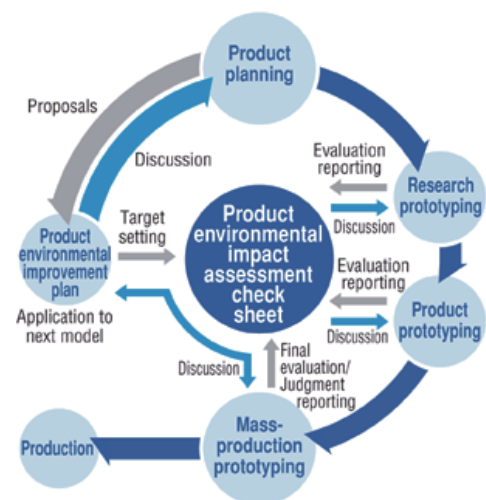 Product
planning
Proposals
Discussion
Evaluation
reporting
Discussion
Research
prototyping
Product
environmental
improvement
plan
Application to
next model
Target
setting
Product
environmental
impact
assessment
check
sheet
Evaluation
reporting
Discussion
Product
prototyping
Discussion
Final
evaluation/
Judgment
reporting
Mass-
production
prototyping
Production